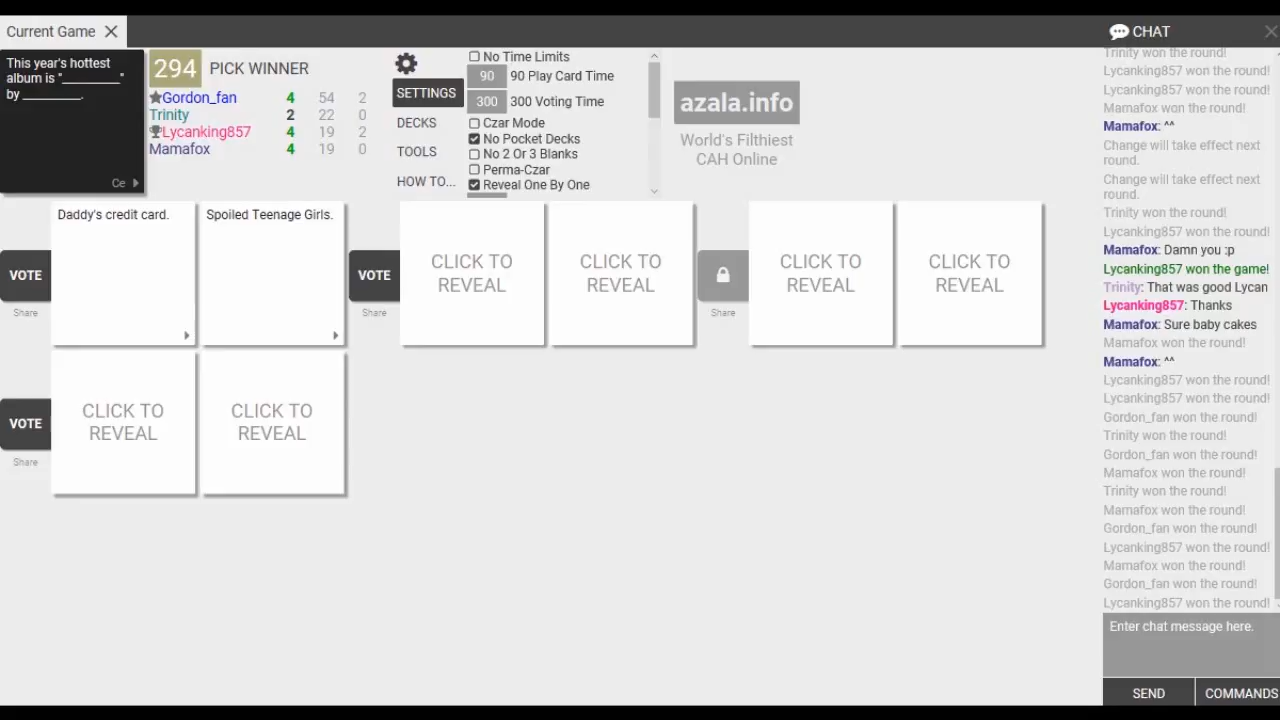 Current Game
CHAT
This year's hottest
album is "_________"
by _________.
Ce
294 PICK WINNER
Gordon_fan 4 54 2
Trinity 2 22 0
Lycanking857 4 19 2
Mamafox 4 19 0
SETTINGS
DECKS
TOOLS
HOW TO...
No Time Limits
90 90 Play Card Time
300 300 Voting Time
Czar Mode
No Pocket Decks
No 2 Or 3 Blanks
Perma-Czar
Reveal One By One
azala.info
World's Filthiest
CAH Online
VOTE
Share
Daddy's credit card.
Spoiled Teenage Girls.
VOTE
Share
CLICK TO
REVEAL
CLICK TO
REVEAL
Share
CLICK TO
REVEAL
CLICK TO
REVEAL
VOTE
Share
CLICK TO
REVEAL
CLICK TO
REVEAL
Trinity won the round!
Lycanking857 won the round!
Lycanking857 won the round!
Mamafox won the round!
Mamafox: ^^
Change will take effect next
round.
Change will take effect next
round.
Trinity won the round!
Lycanking857 won the round!
Mamafox: Damn you :p
Lycanking857 won the game!
Trinity: That was good Lycan
Lycanking857: Thanks
Mamafox: Sure baby cakes
Mamafox won the round!
Mamafox: ^^
Lycanking857 won the round!
Lycanking857 won the round!
Gordon_fan won the round!
Trinity won the round!
Gordon_fan won the round!
Mamafox won the round!
Trinity won the round!
Mamafox won the round!
Gordon_fan won the round!
Lycanking857 won the round!
Mamafox won the round!
Gordon_fan won the round!
Lycanking857 won the round!
Enter chat message here.
SEND
COMMANDS